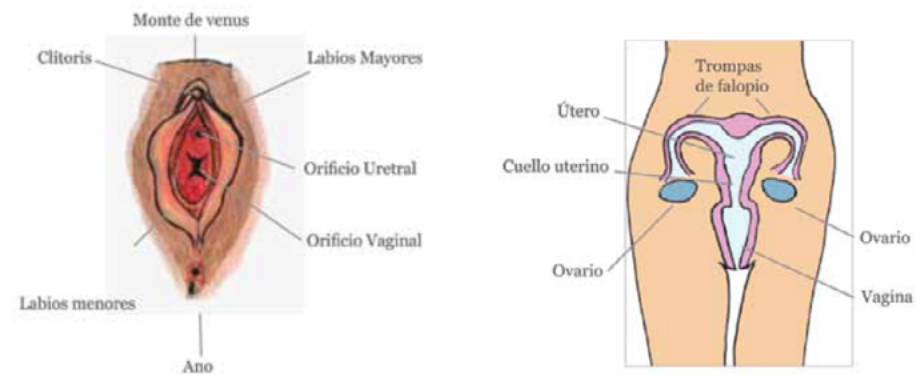 Monte de venus
Clítoris
Labios Mayores
Orificio Uretral
Orificio Vaginal
Labios menores
Ano
Trompas
de falopio
Útero
Cuello uterino
Ovario
Ovario
Vagina